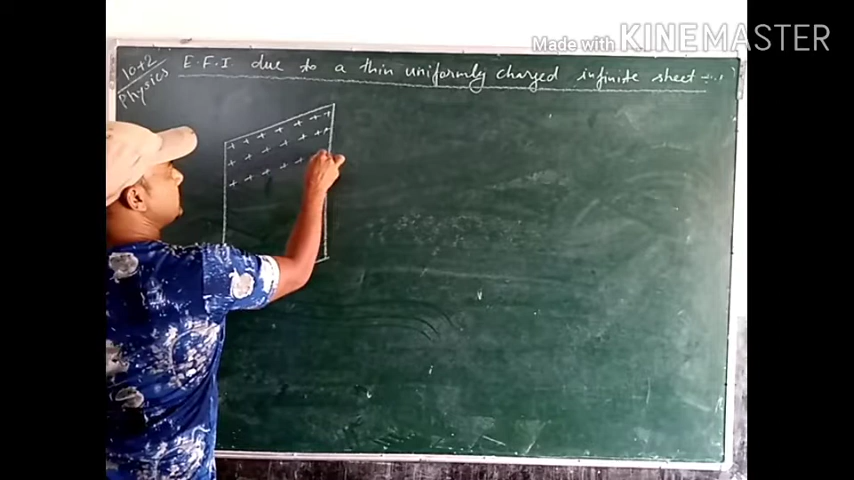 Made with KINEMASTER
10+2
Physics
E.F.I due to a thin uniformly charged infinite sheet :-
+ + + + + + +
+ + + + + +
+ + + + +